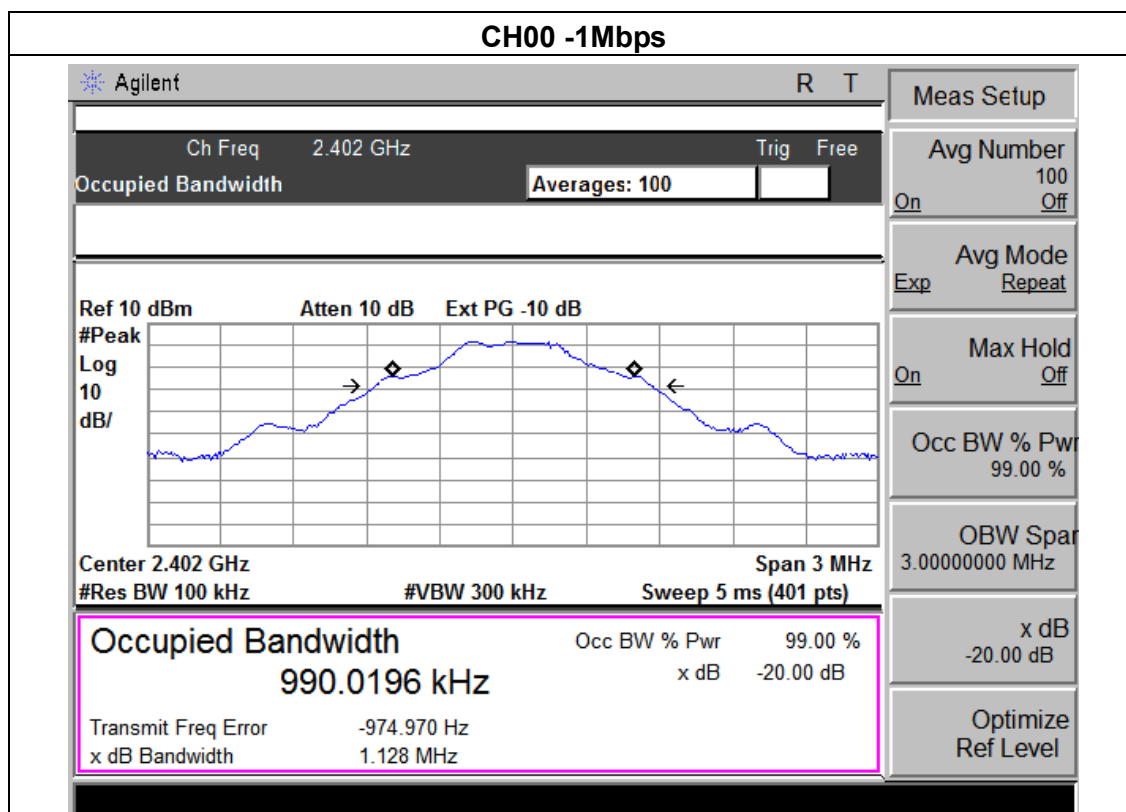 CH00 -1Mbps
Agilent R T
Ch Freq 2.402 GHz Trig Free
Occupied Bandwidth Averages: 100
Ref 10 dBm Atten 10 dB Ext PG -10 dB
#Peak
Log
10
dB/
Center 2.402 GHz Span 3 MHz
#Res BW 100 kHz #VBW 300 kHz Sweep 5 ms (401 pts)
Occupied Bandwidth Occ BW % Pwr 99.00 %
990.0196 kHz x dB -20.00 dB
Transmit Freq Error -974.970 Hz
x dB Bandwidth 1.128 MHz
Meas Setup
Avg Number
100
On Off
Avg Mode
Exp Repeat
Max Hold
On Off
Occ BW % Pwr
99.00 %
OBW Span
3.00000000 MHz
x dB
-20.00 dB
Optimize
Ref Level